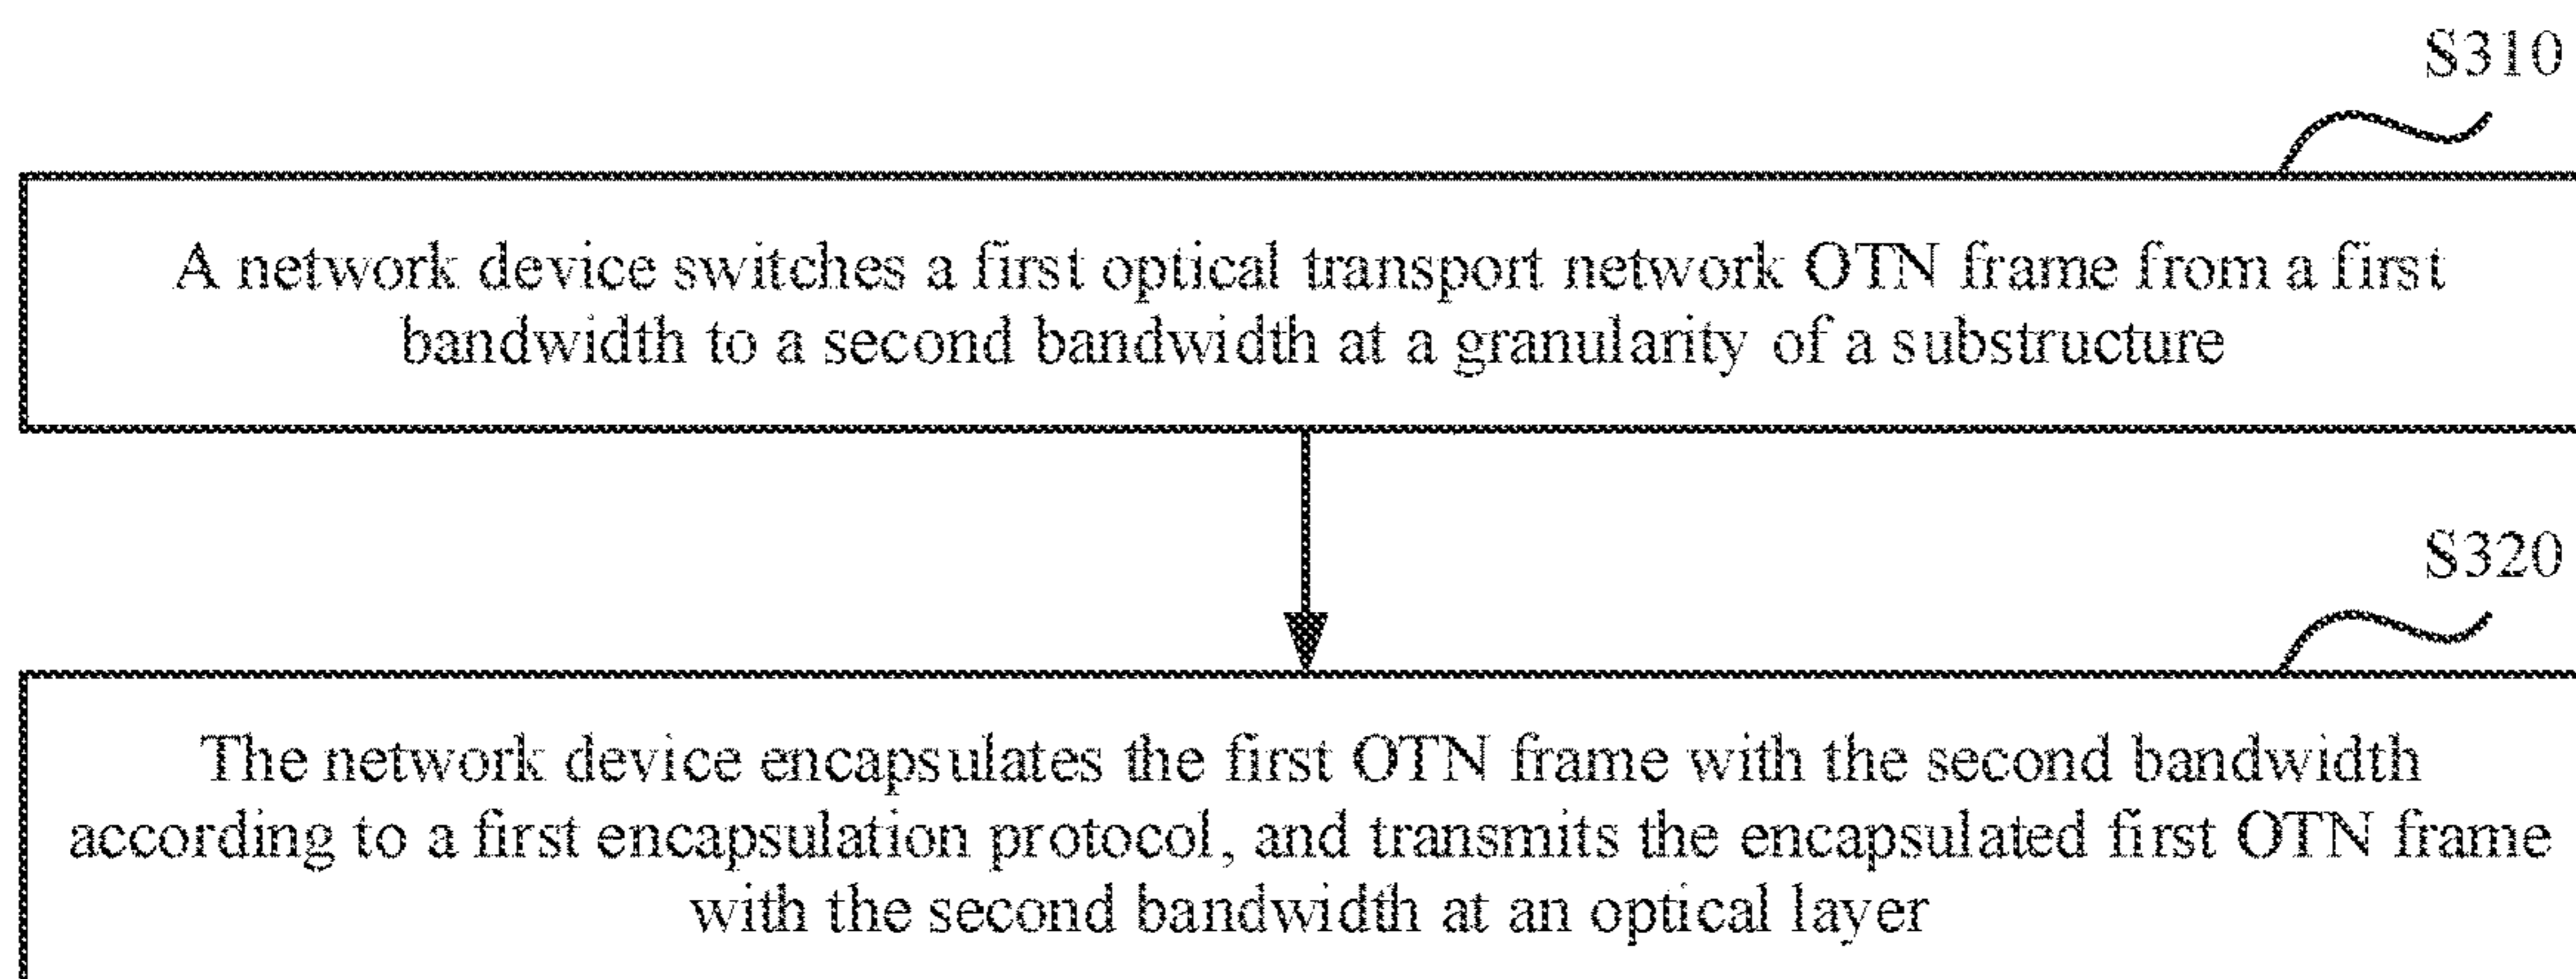 S310
A network device switches a first optical transport network OTN frame from a first
bandwidth to a second bandwidth at a granularity of a substructure
S320
The network device encapsulates the first OTN frame with the second bandwidth
according to a first encapsulation protocol, and transmits the encapsulated first OTN frame
with the second bandwidth at an optical layer